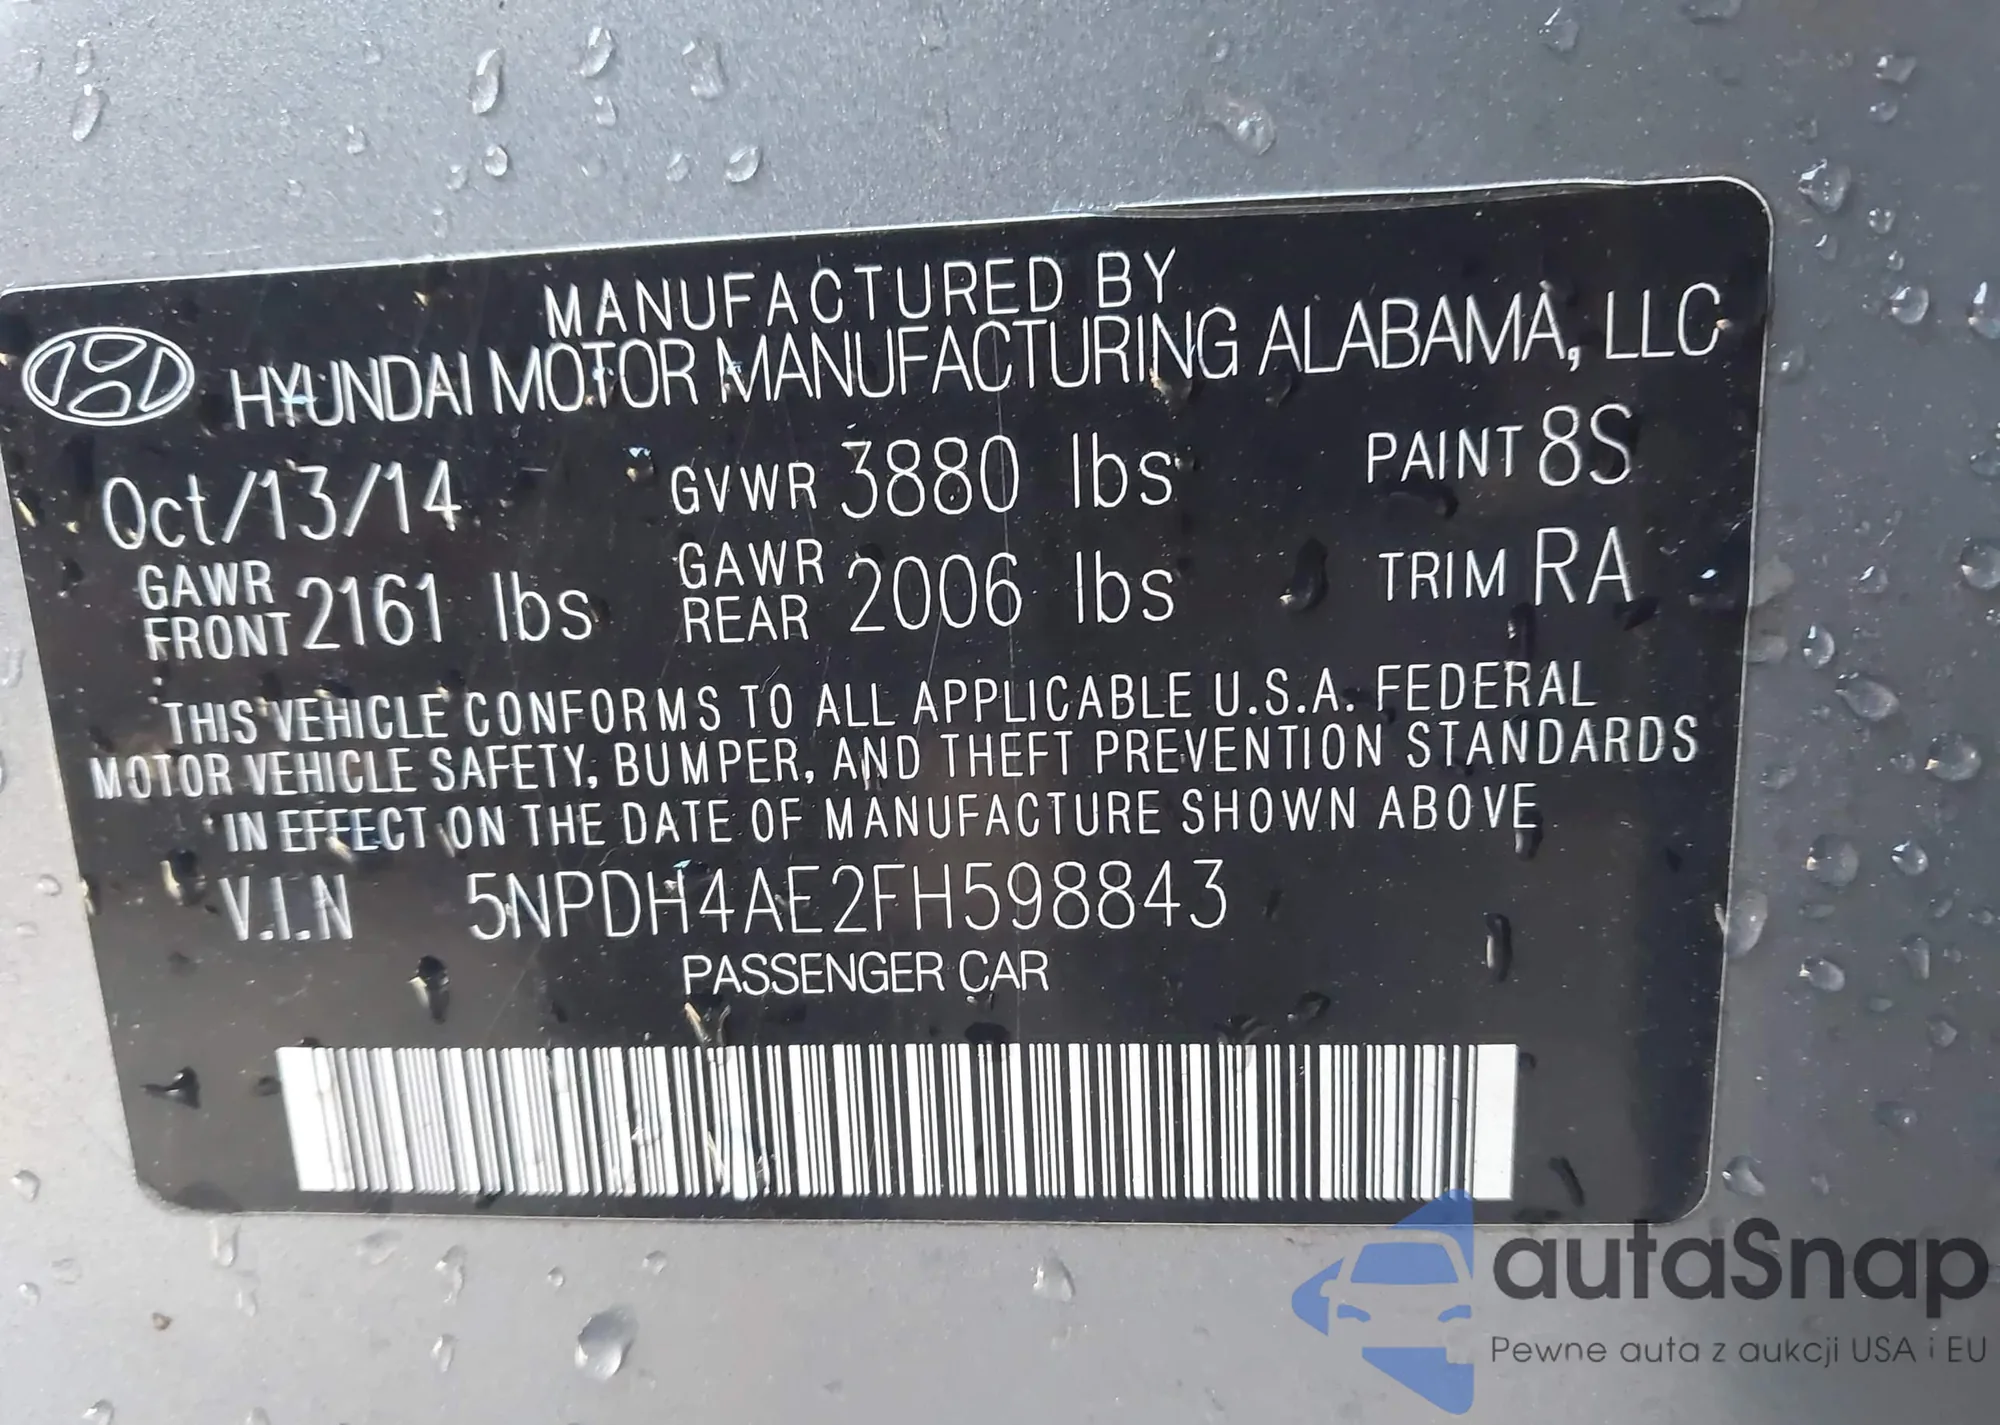 MANUFACTURED BY
HYUNDAI MOTOR MANUFACTURING ALABAMA, LLC
Oct/13/14 GVWR 3880 lbs PAINT 8S
GAWR FRONT 2161 lbs GAWR REAR 2006 lbs TRIM RA
THIS VEHICLE CONFORMS TO ALL APPLICABLE U.S.A. FEDERAL
MOTOR VEHICLE SAFETY, BUMPER, AND THEFT PREVENTION STANDARDS
IN EFFECT ON THE DATE OF MANUFACTURE SHOWN ABOVE
V.I.N 5NPDH4AE2FH598843
PASSENGER CAR
autaSnap
Pewne auta z aukcji USA i EU